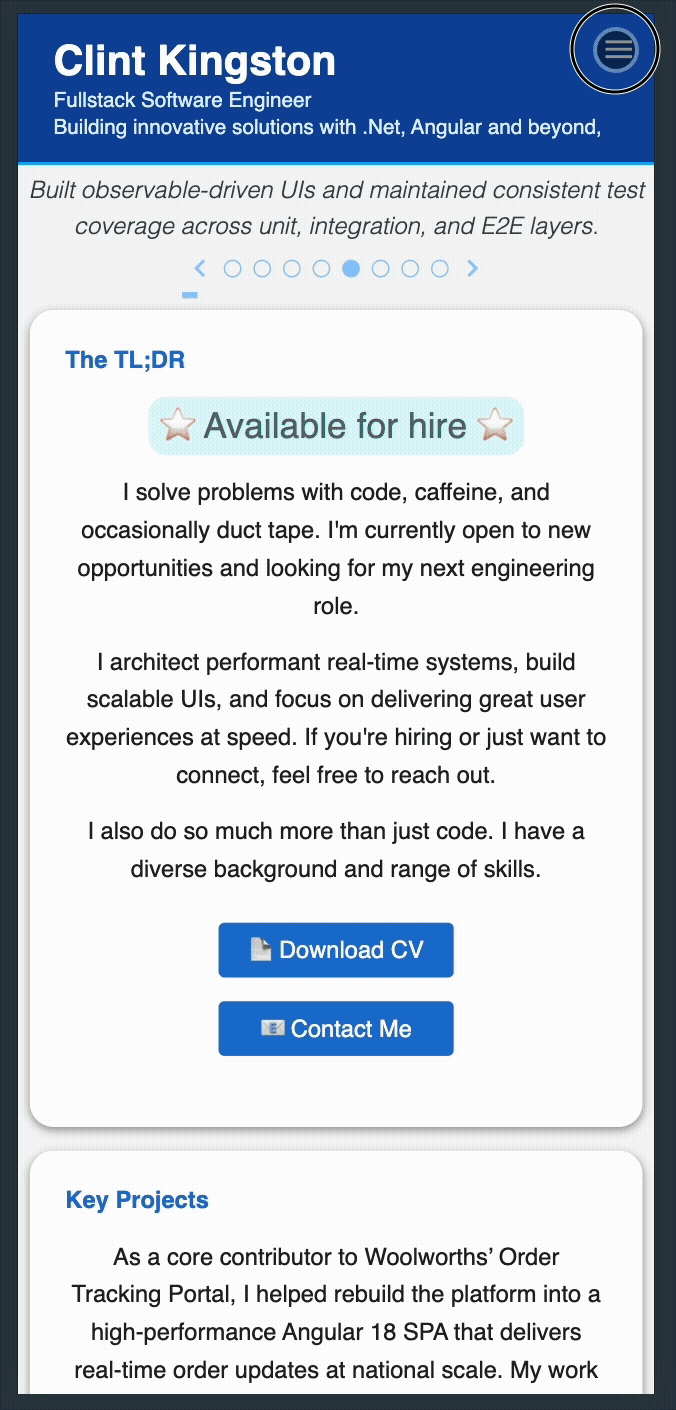 Clint Kingston
Fullstack Software Engineer
Building innovative solutions with .Net, Angular and beyond,
Built observable-driven UIs and maintained consistent test
coverage across unit, integration, and E2E layers.
The TL;DR
⭐ Available for hire ⭐
I solve problems with code, caffeine, and
occasionally duct tape. I'm currently open to new
opportunities and looking for my next engineering
role.
I architect performant real-time systems, build
scalable UIs, and focus on delivering great user
experiences at speed. If you're hiring or just want to
connect, feel free to reach out.
I also do so much more than just code. I have a
diverse background and range of skills.
📄 Download CV
📧 Contact Me
Key Projects
As a core contributor to Woolworths’ Order
Tracking Portal, I helped rebuild the platform into a
high-performance Angular 18 SPA that delivers
real-time order updates at national scale. My work